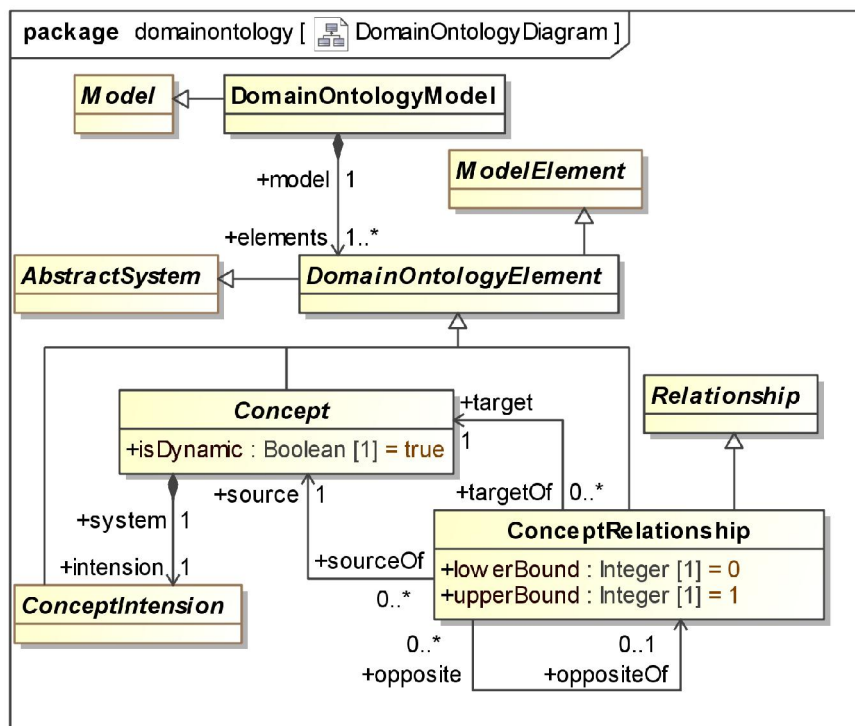 package domainontology [ DomainOntologyDiagram ]
Model
DomainOntologyModel
+model 1
ModelElement
+elements 1..*
AbstractSystem
DomainOntologyElement
Relationship
Concept
+isDynamic : Boolean [1] = true
+target
1
+source 1
+targetOf 0..*
+system 1
ConceptRelationship
+lowerBound : Integer [1] = 0
+upperBound : Integer [1] = 1
+sourceOf
0..*
+intension 1
ConceptIntension
0..* 0..1
+opposite +oppositeOf